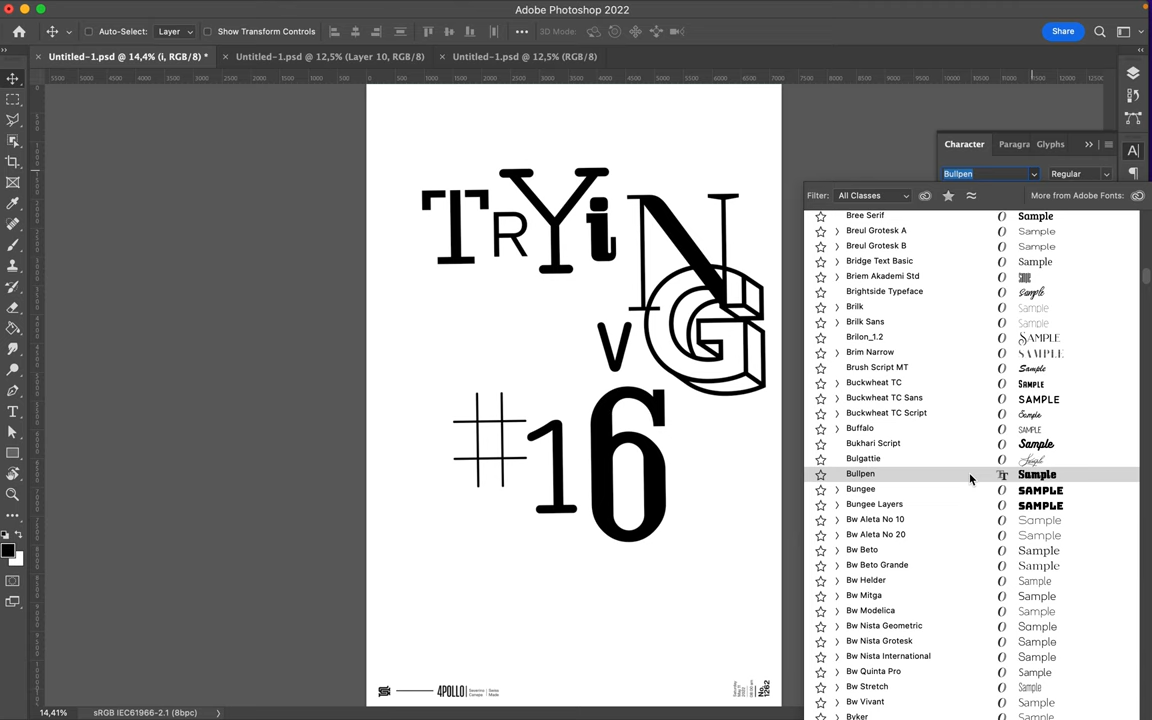 Adobe Photoshop 2022
Auto-Select: Layer Show Transform Controls ••• 3D Mode: Share
Untitled-1.psd @ 14,4% (i, RGB/8) * Untitled-1.psd @ 12,5% (Layer 10, RGB/8) Untitled-1.psd @ 12,5% (RGB/8)
Character Paragra Glyphs
Bullpen Regular
Filter: All Classes More from Adobe Fonts:
Bree Serif Sample
Breul Grotesk A Sample
Breul Grotesk B Sample
Bridge Text Basic Sample
Briem Akademi Std Sample
Brightside Typeface Sample
Brilk Sample
Brilk Sans Sample
Brilon_1.2 SAMPLE
Brim Narrow SAMPLE
Brush Script MT Sample
Buckwheat TC SAMPLE
Buckwheat TC Sans SAMPLE
Buckwheat TC Script Sample
Buffalo SAMPLE
Bukhari Script Sample
Bulgattie Sample
Bullpen Sample
Bungee SAMPLE
Bungee Layers SAMPLE
Bw Aleta No 10 Sample
Bw Aleta No 20 Sample
Bw Beto Sample
Bw Beto Grande Sample
Bw Helder Sample
Bw Mitga Sample
Bw Modelica Sample
Bw Nista Geometric Sample
Bw Nista Grotesk Sample
Bw Nista International Sample
Bw Quinta Pro Sample
Bw Stretch Sample
Bw Vivant Sample
Byker Sample
TRYiNG
v
#16
4POLLO
No. 1262
14,41% sRGB IEC61966-2.1 (8bpc)